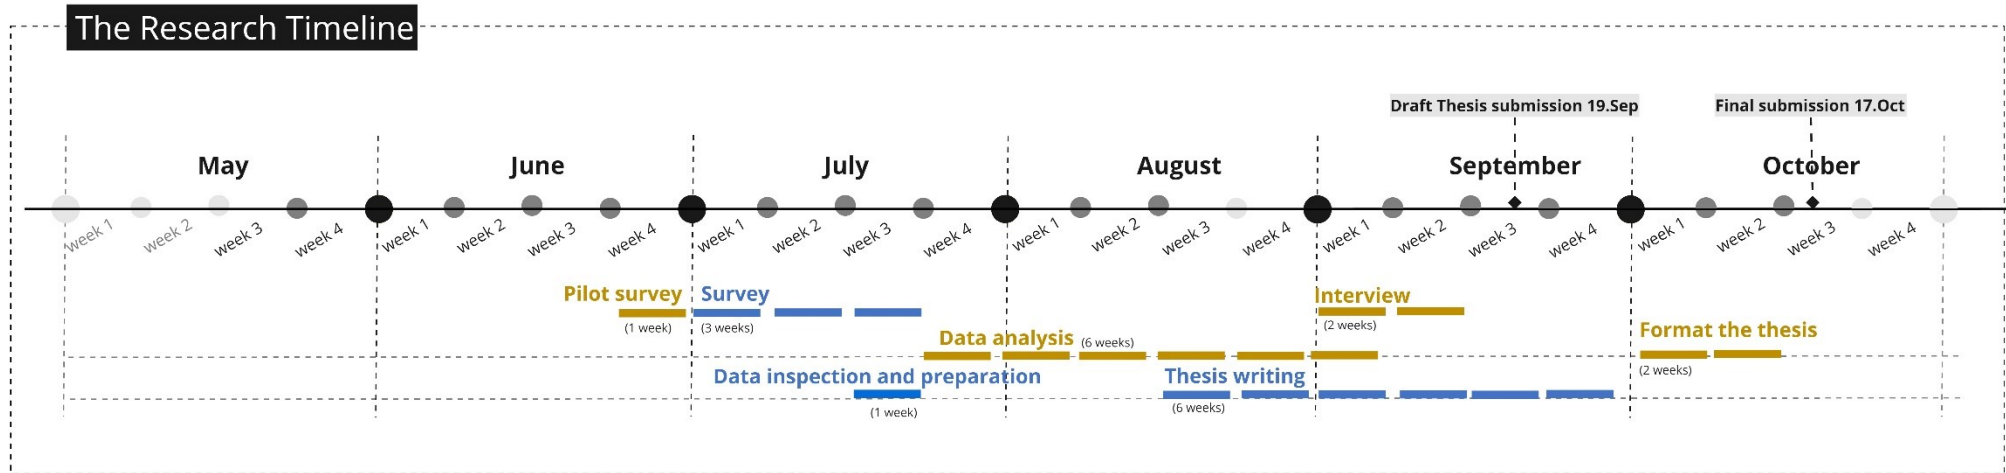 The Research Timeline
Draft Thesis submission 19.Sep
Final submission 17.Oct
May
June
July
August
September
October
week 1
week 2
week 3
week 4
week 1
week 2
week 3
week 4
week 1
week 2
week 3
week 4
week 1
week 2
week 3
week 4
week 1
week 2
week 3
week 4
week 1
week 2
week 3
week 4
Pilot survey
(1 week)
Survey
(3 weeks)
Interview
(2 weeks)
Data analysis (6 weeks)
Format the thesis
(2 weeks)
Data inspection and preparation
(1 week)
Thesis writing
(6 weeks)